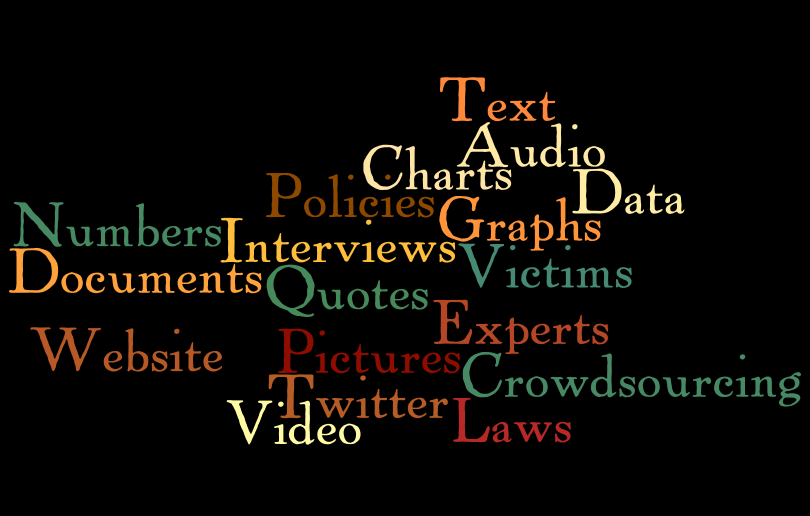 Text
Audio
Charts
Data
Policies
Graphs
Numbers
Interviews
Victims
Documents
Quotes
Experts
Website
Pictures
Crowdsourcing
Twitter
Video
Laws